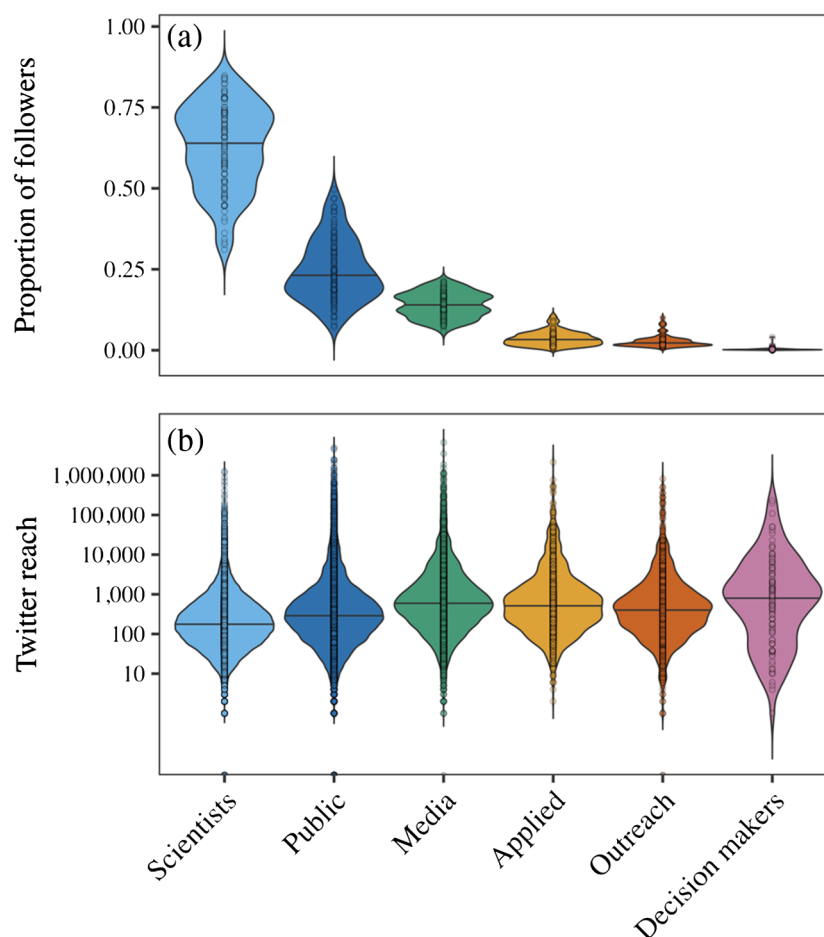 (a)
Proportion of followers
1.00
0.75
0.50
0.25
0.00
(b)
Twitter reach
1,000,000
100,000
10,000
1,000
100
10
Scientists
Public
Media
Applied
Outreach
Decision makers